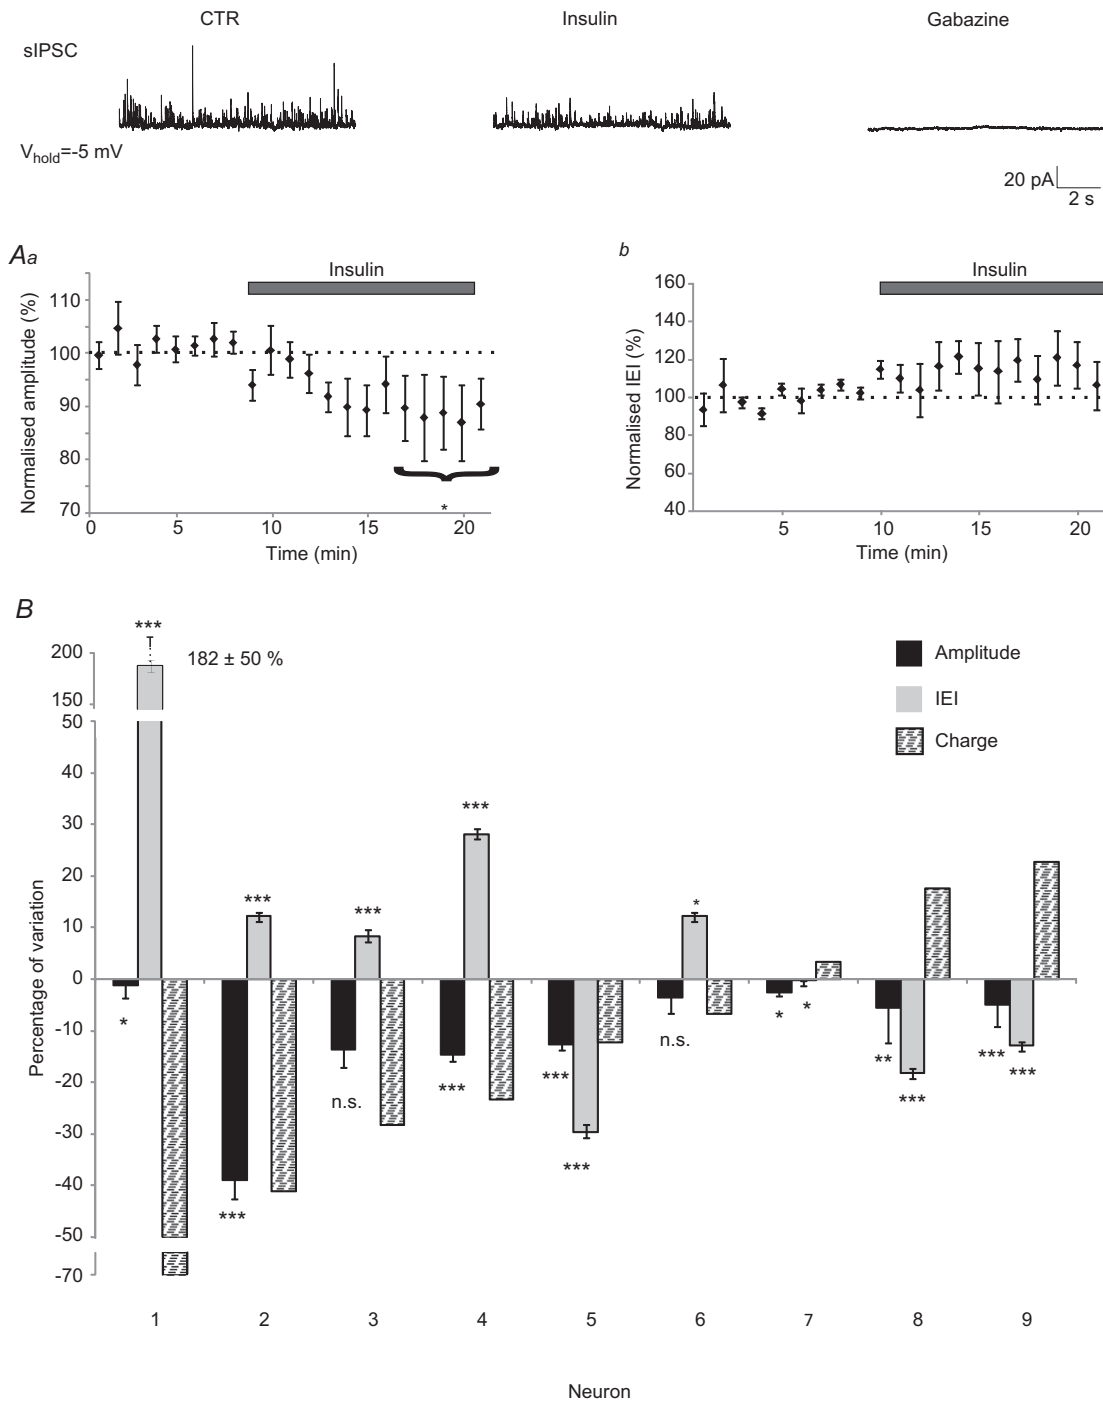 CTR
Insulin
Gabazine
sIPSC
Vhold=-5 mV
20 pA
2 s
Aa
Insulin
Normalised amplitude (%)
110
100
90
80
70
*
0 5 10 15 20
Time (min)
b
Insulin
Normalised IEI (%)
160
140
120
100
80
60
40
5 10 15 20
Time (min)
B
***
182 ± 50 %
Amplitude
IEI
Charge
Percentage of variation
200
150
50
40
30
20
10
0
-10
-20
-30
-40
-50
-70
***
***
***
*
*
***
n.s.
***
***
***
n.s.
*
*
**
***
***
***
1 2 3 4 5 6 7 8 9
Neuron